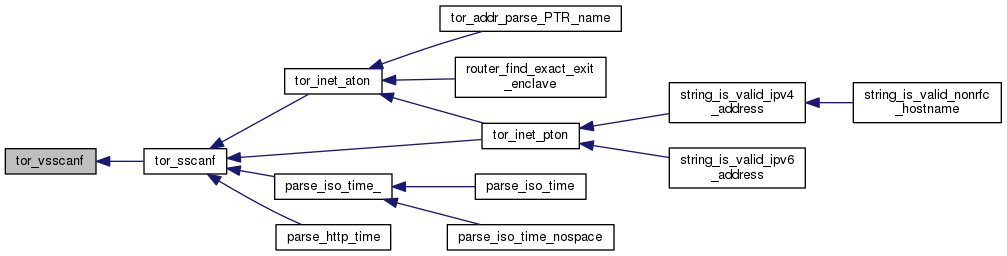 tor_addr_parse_PTR_name
router_find_exact_exit
_enclave
tor_inet_aton
string_is_valid_ipv4
_address
string_is_valid_nonrfc
_hostname
tor_inet_pton
tor_vsscanf
tor_sscanf
string_is_valid_ipv6
_address
parse_iso_time_
parse_iso_time
parse_http_time
parse_iso_time_nospace